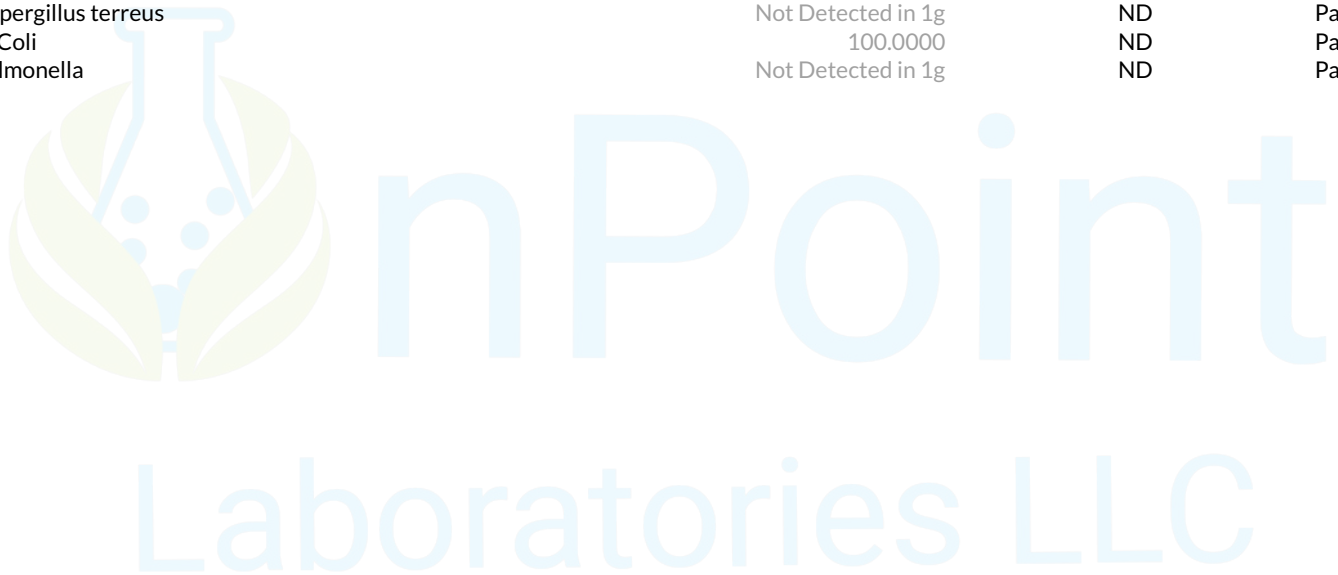 pergillus terreus Not Detected in 1g ND Pa
Coli 100.0000 ND Pa
lmonella Not Detected in 1g ND Pa
nPoint
Laboratories LLC